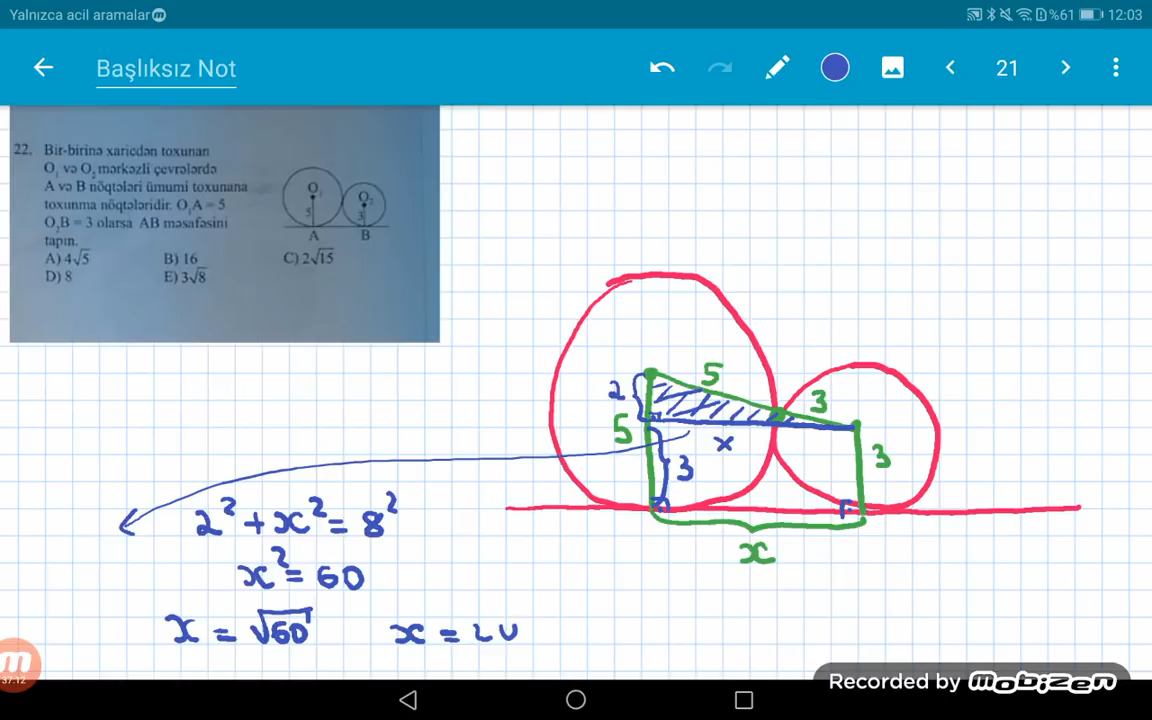 Yalnızca acil aramalar
%61 12:03
Başlıksız Not
21
22. Bir-birinə xaricdən toxunan
O₁ və O₂ mərkəzli çevrələrdə
A və B nöqtələri ümumi toxunana
toxunma nöqtələridir. O₁A = 5
O₂B = 3 olarsa AB məsafəsini
tapın.
A) 4√5 B) 16 C) 2√15
D) 8 E) 3√8
O₁ O₂
5 3
A B
5
2 3
5 x 3
3
x
2² + x² = 8²
x² = 60
x = √60 x = 2
Recorded by mobizen
37:12